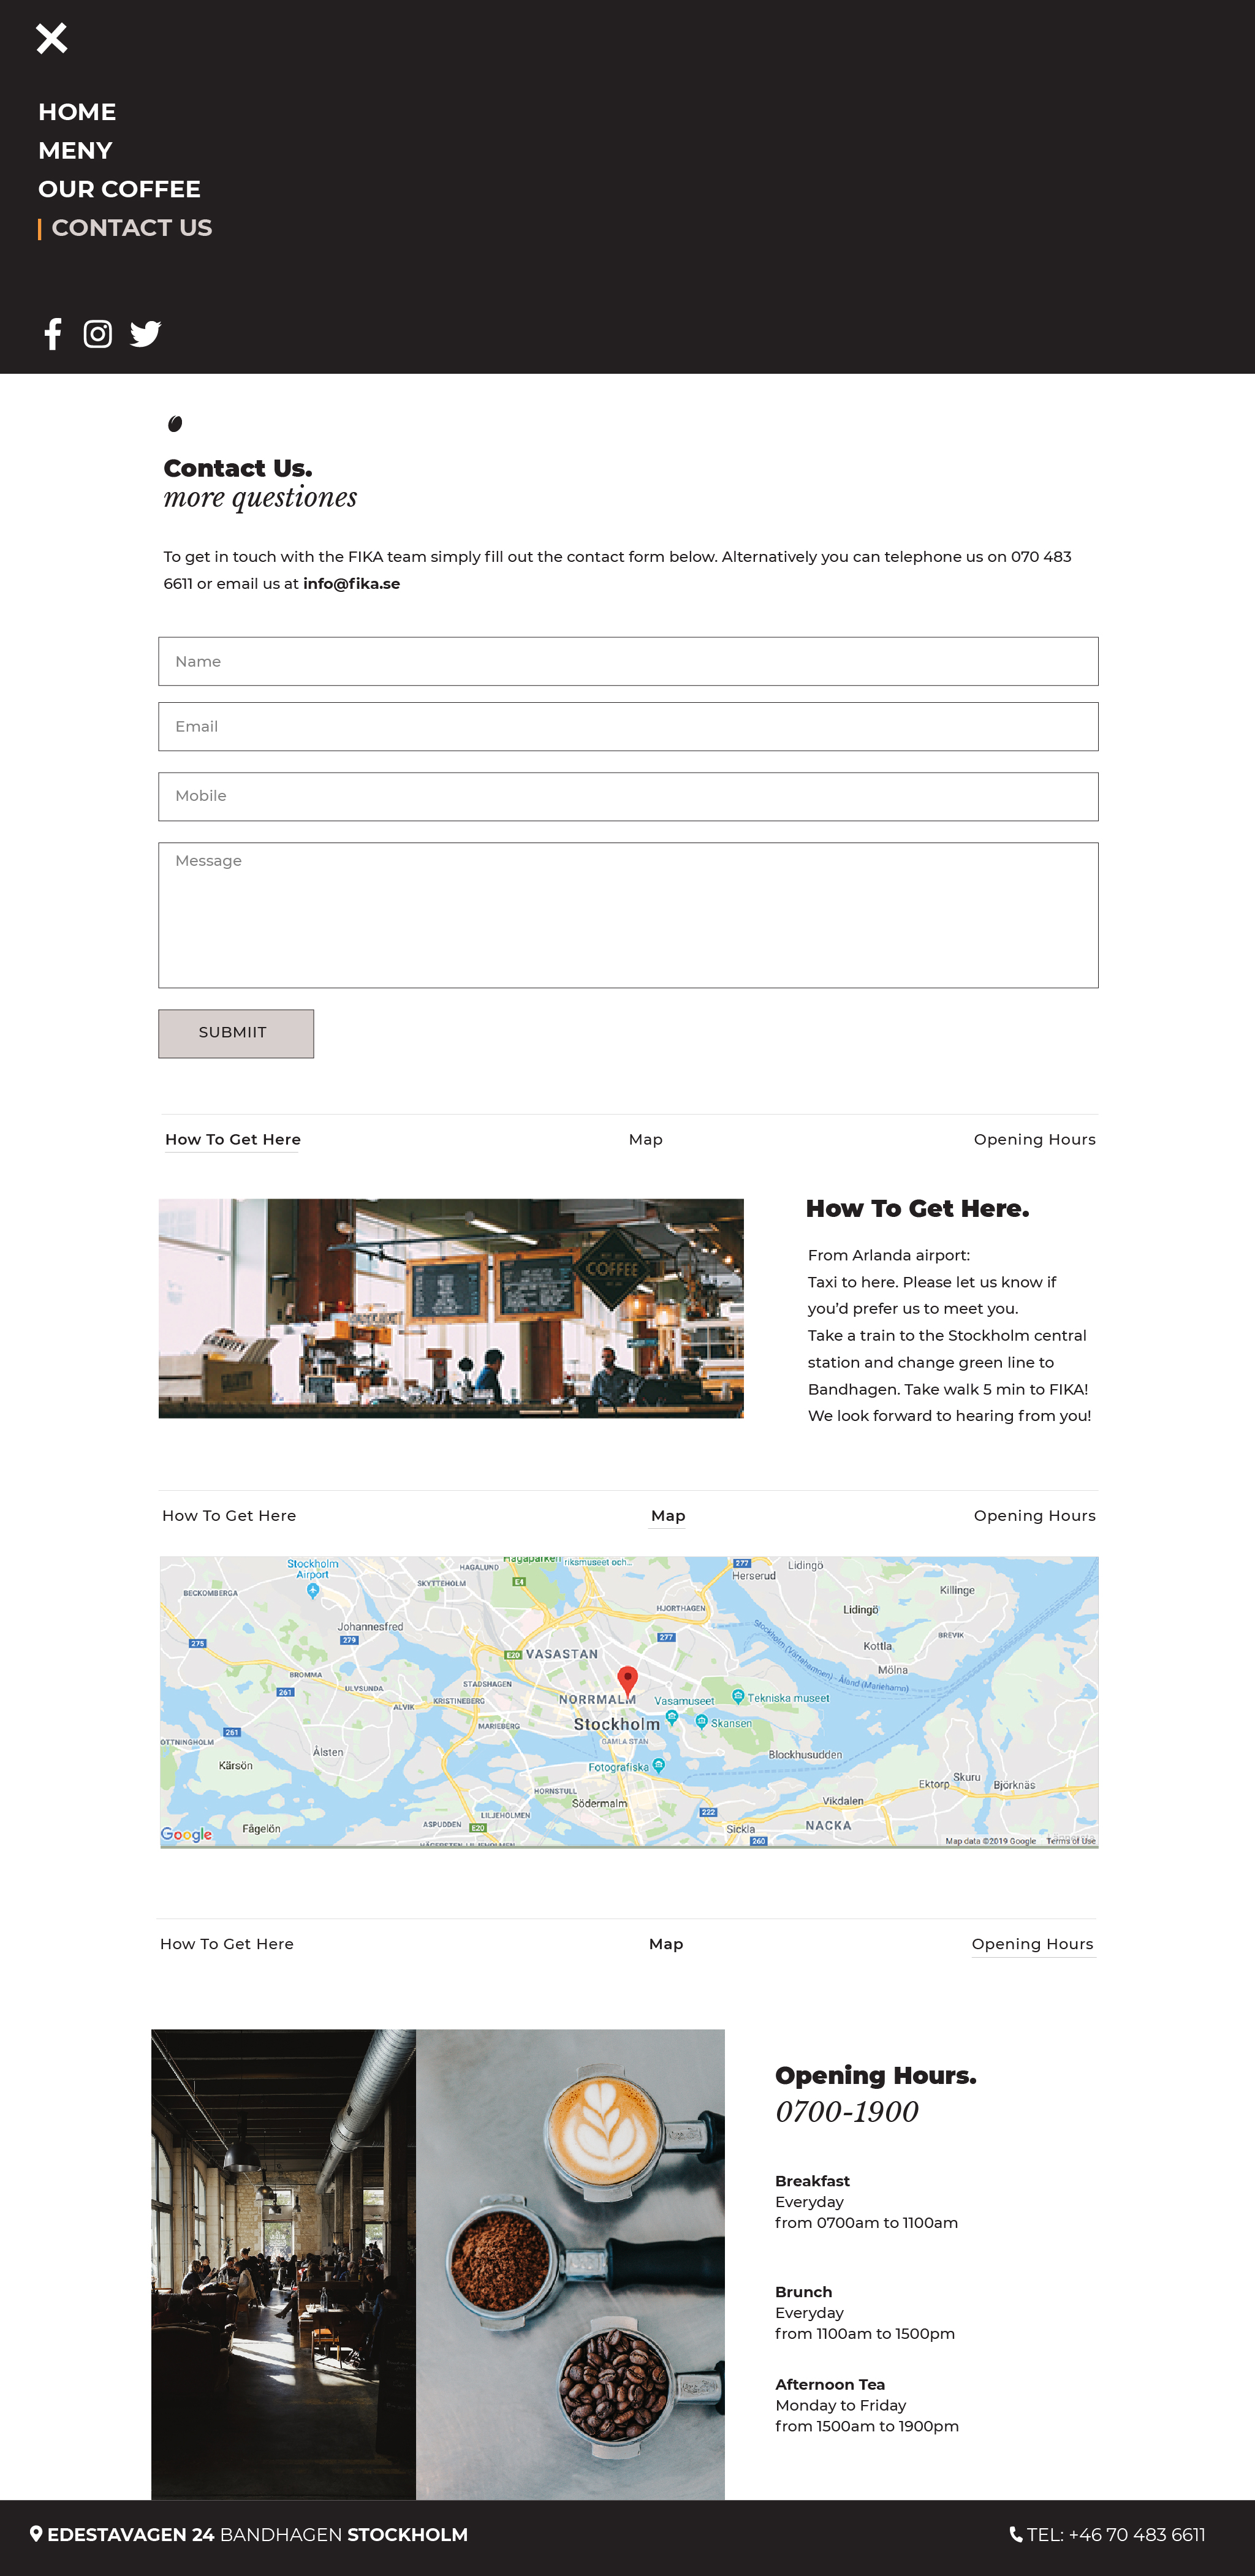 HOME
MENY
OUR COFFEE
CONTACT US
Contact Us.
more questiones
To get in touch with the FIKA team simply fill out the contact form below. Alternatively you can telephone us on 070 483
6611 or email us at info@fika.se
Name
Email
Mobile
Message
SUBMIIT
How To Get Here
Map
Opening Hours
COFFEE
How To Get Here.
From Arlanda airport:
Taxi to here. Please let us know if
you’d prefer us to meet you.
Take a train to the Stockholm central
station and change green line to
Bandhagen. Take walk 5 min to FIKA!
We look forward to hearing from you!
How To Get Here
Map
Opening Hours
Stockholm
Airport
BECKOMBERGA
HAGALUND
SKYTTEHOLM
E4
Hagaparken
riksmuseet och...
277
Herserud
Lidingö
Killinge
HJORTHAGEN
Lidingö
BREVIK
Johannesfred
275
279
277
E20
VASASTAN
Kottla
Mölna
BROMMA
ULVSUNDA
261
ALVIK
STADSHAGEN
KRISTINEBERG
NORRMALM
Vasamuseet
Tekniska museet
Stockholm
Skansen
MARIEBERG
GAMLA STAN
261
OTTNINGHOLM
Ålsten
Kärsön
Fotografiska
Blockhusudden
HORNSTULL
Södermalm
Ektorp
Skuru
Björknäs
Vikdalen
222
LILJEHOLMEN
ASPUDDEN
E20
Sickla
NACKA
260
Fågelön
HÄGERSTEN LILJEHOLMEN
Google
Map data ©2019 Google
Terms of Use
How To Get Here
Map
Opening Hours
Opening Hours.
0700-1900
Breakfast
Everyday
from 0700am to 1100am
Brunch
Everyday
from 1100am to 1500pm
Afternoon Tea
Monday to Friday
from 1500am to 1900pm
EDESTAVAGEN 24 BANDHAGEN STOCKHOLM
TEL: +46 70 483 6611